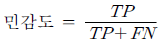 민감도 = TP / (TP + FN)